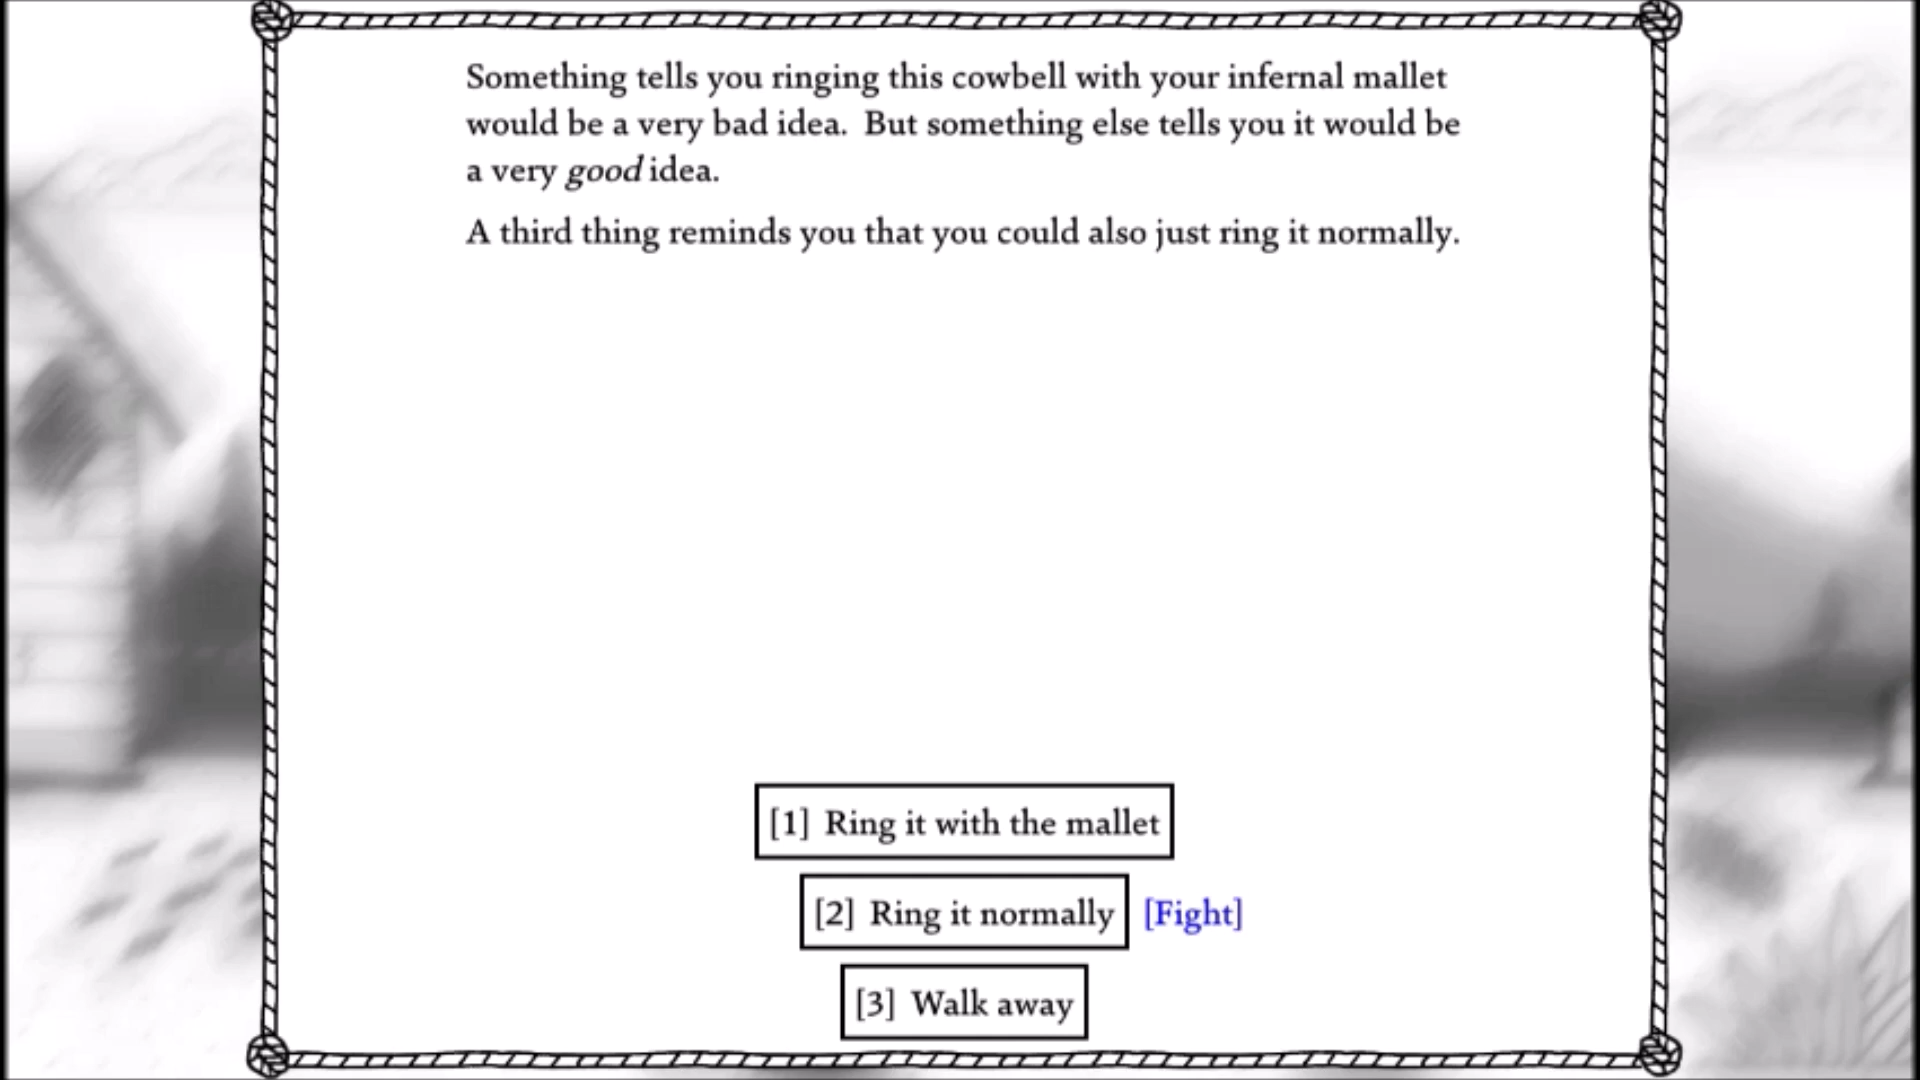 Something tells you ringing this cowbell with your infernal mallet
would be a very bad idea.  But something else tells you it would be
a very good idea.
A third thing reminds you that you could also just ring it normally.
[1] Ring it with the mallet
[2] Ring it normally [Fight]
[3] Walk away